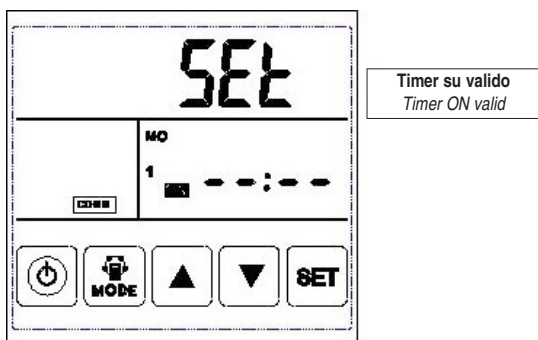 SEt
Timer su valido
Timer ON valid
MO
1
--:--
MODE
SET